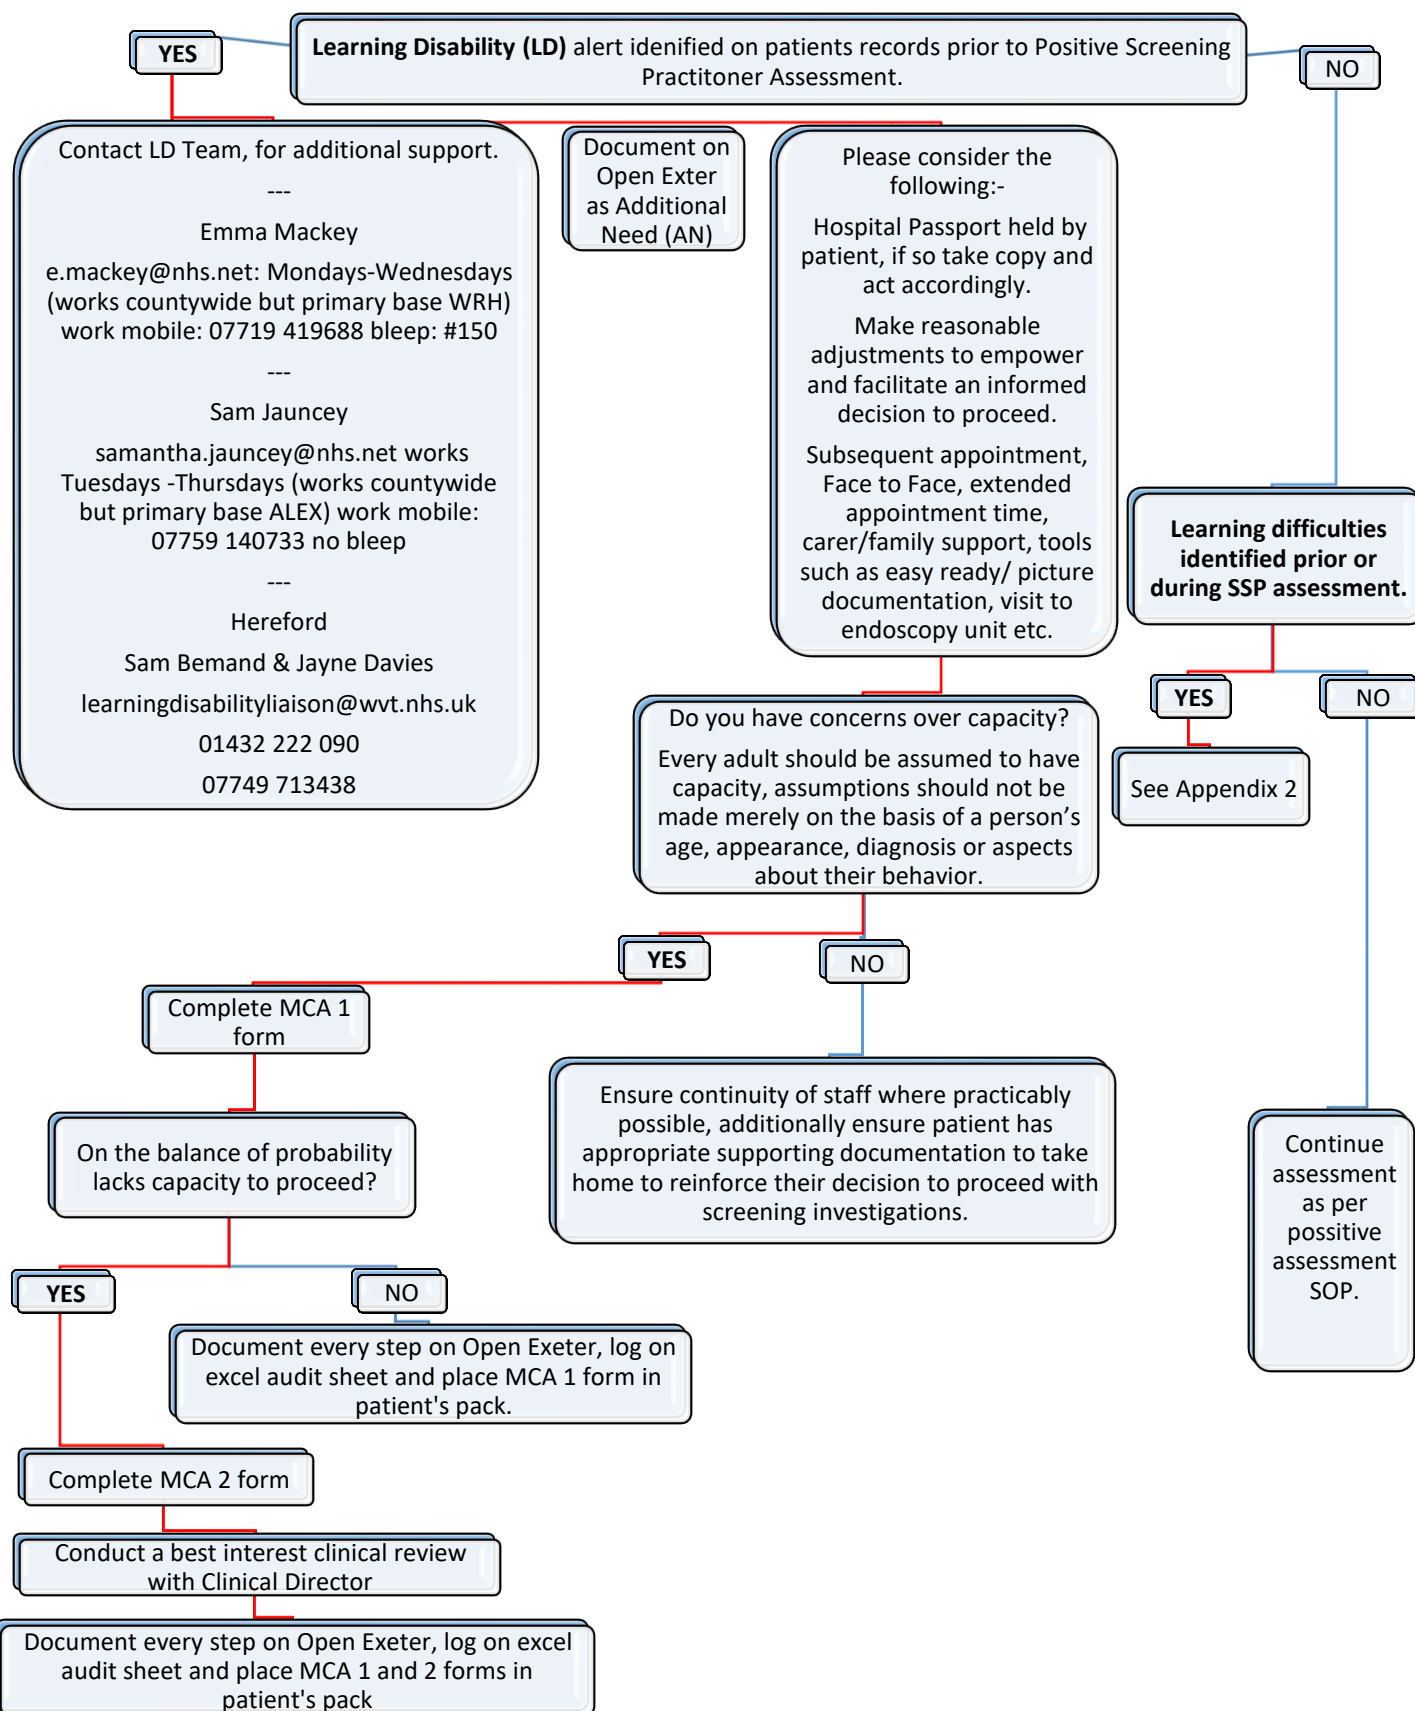 YES
Learning Disability (LD) alert idenified on patients records prior to Positive Screening
Practitoner Assessment.
NO
Contact LD Team, for additional support.
---
Emma Mackey
e.mackey@nhs.net: Mondays-Wednesdays
(works countywide but primary base WRH)
work mobile: 07719 419688 bleep: #150
---
Sam Jauncey
samantha.jauncey@nhs.net works
Tuesdays -Thursdays (works countywide
but primary base ALEX) work mobile:
07759 140733 no bleep
---
Hereford
Sam Bemand & Jayne Davies
learningdisabilityliaison@wvt.nhs.uk
01432 222 090
07749 713438
Document on
Open Exter
as Additional
Need (AN)
Please consider the
following:-
Hospital Passport held by
patient, if so take copy and
act accordingly.
Make reasonable
adjustments to empower
and facilitate an informed
decision to proceed.
Subsequent appointment,
Face to Face, extended
appointment time,
carer/family support, tools
such as easy ready/ picture
documentation, visit to
endoscopy unit etc.
Learning difficulties
identified prior or
during SSP assessment.
YES
NO
See Appendix 2
Do you have concerns over capacity?
Every adult should be assumed to have
capacity, assumptions should not be
made merely on the basis of a person’s
age, appearance, diagnosis or aspects
about their behavior.
YES
NO
Complete MCA 1
form
Ensure continuity of staff where practicably
possible, additionally ensure patient has
appropriate supporting documentation to take
home to reinforce their decision to proceed with
screening investigations.
On the balance of probability
lacks capacity to proceed?
Continue
assessment
as per
possitive
assessment
SOP.
YES
NO
Document every step on Open Exeter, log on
excel audit sheet and place MCA 1 form in
patient's pack.
Complete MCA 2 form
Conduct a best interest clinical review
with Clinical Director
Document every step on Open Exeter, log on excel
audit sheet and place MCA 1 and 2 forms in
patient's pack